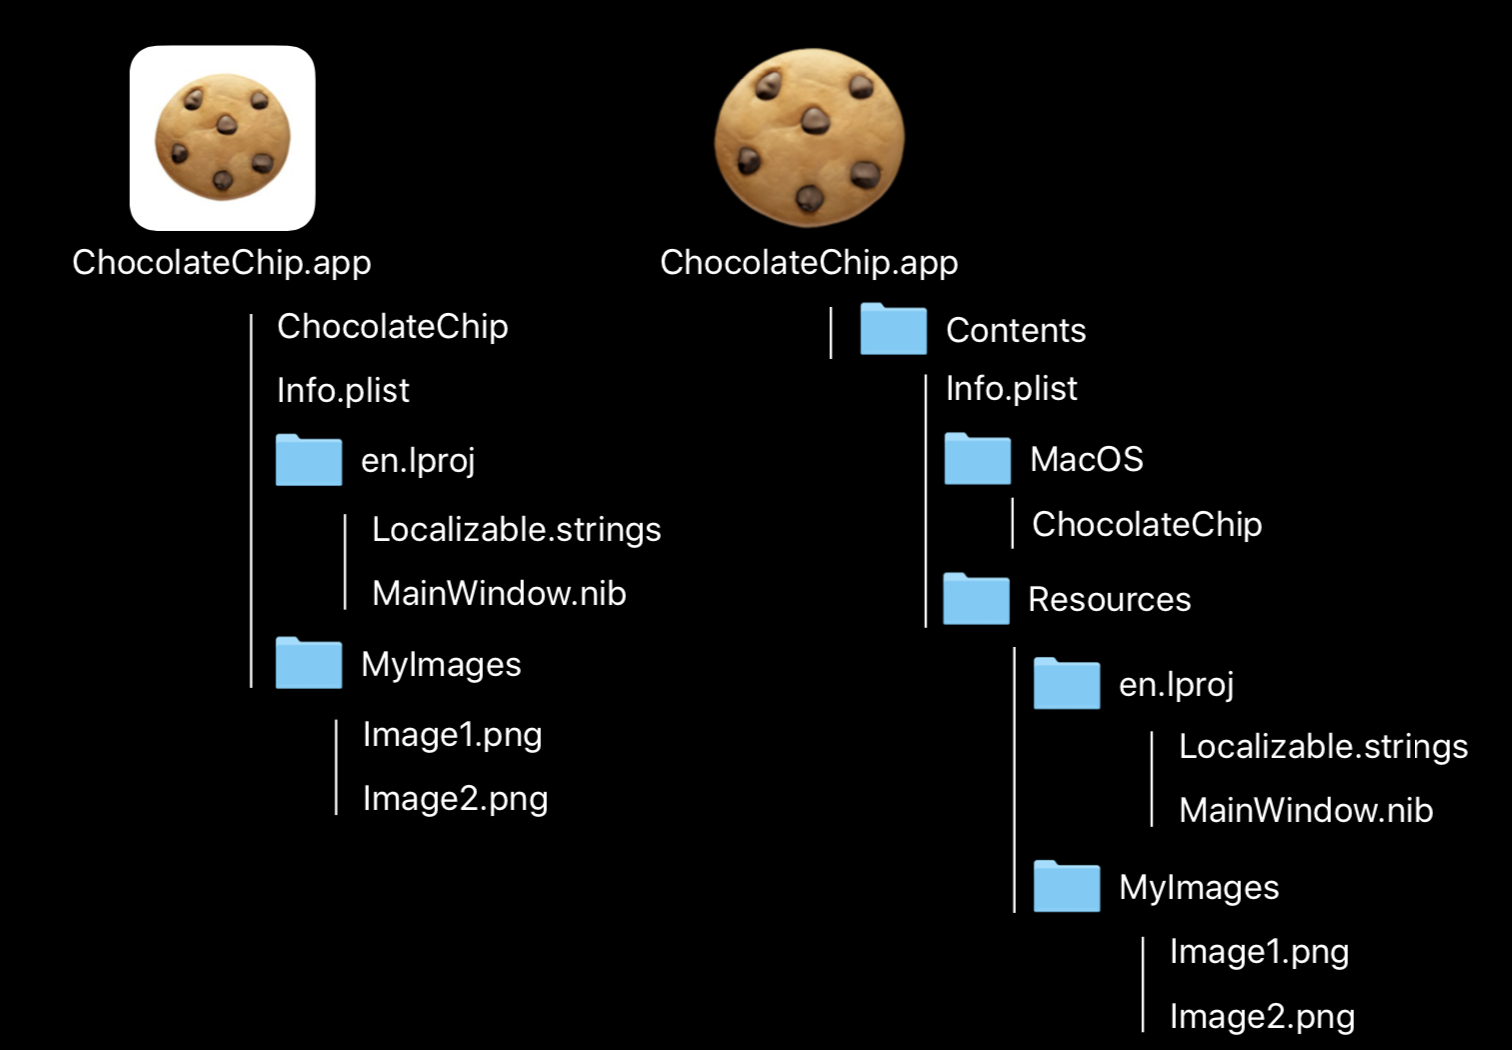 ChocolateChip.app
ChocolateChip
Info.plist
en.lproj
Localizable.strings
MainWindow.nib
MyImages
Image1.png
Image2.png
ChocolateChip.app
Contents
Info.plist
MacOS
ChocolateChip
Resources
en.lproj
Localizable.strings
MainWindow.nib
MyImages
Image1.png
Image2.png